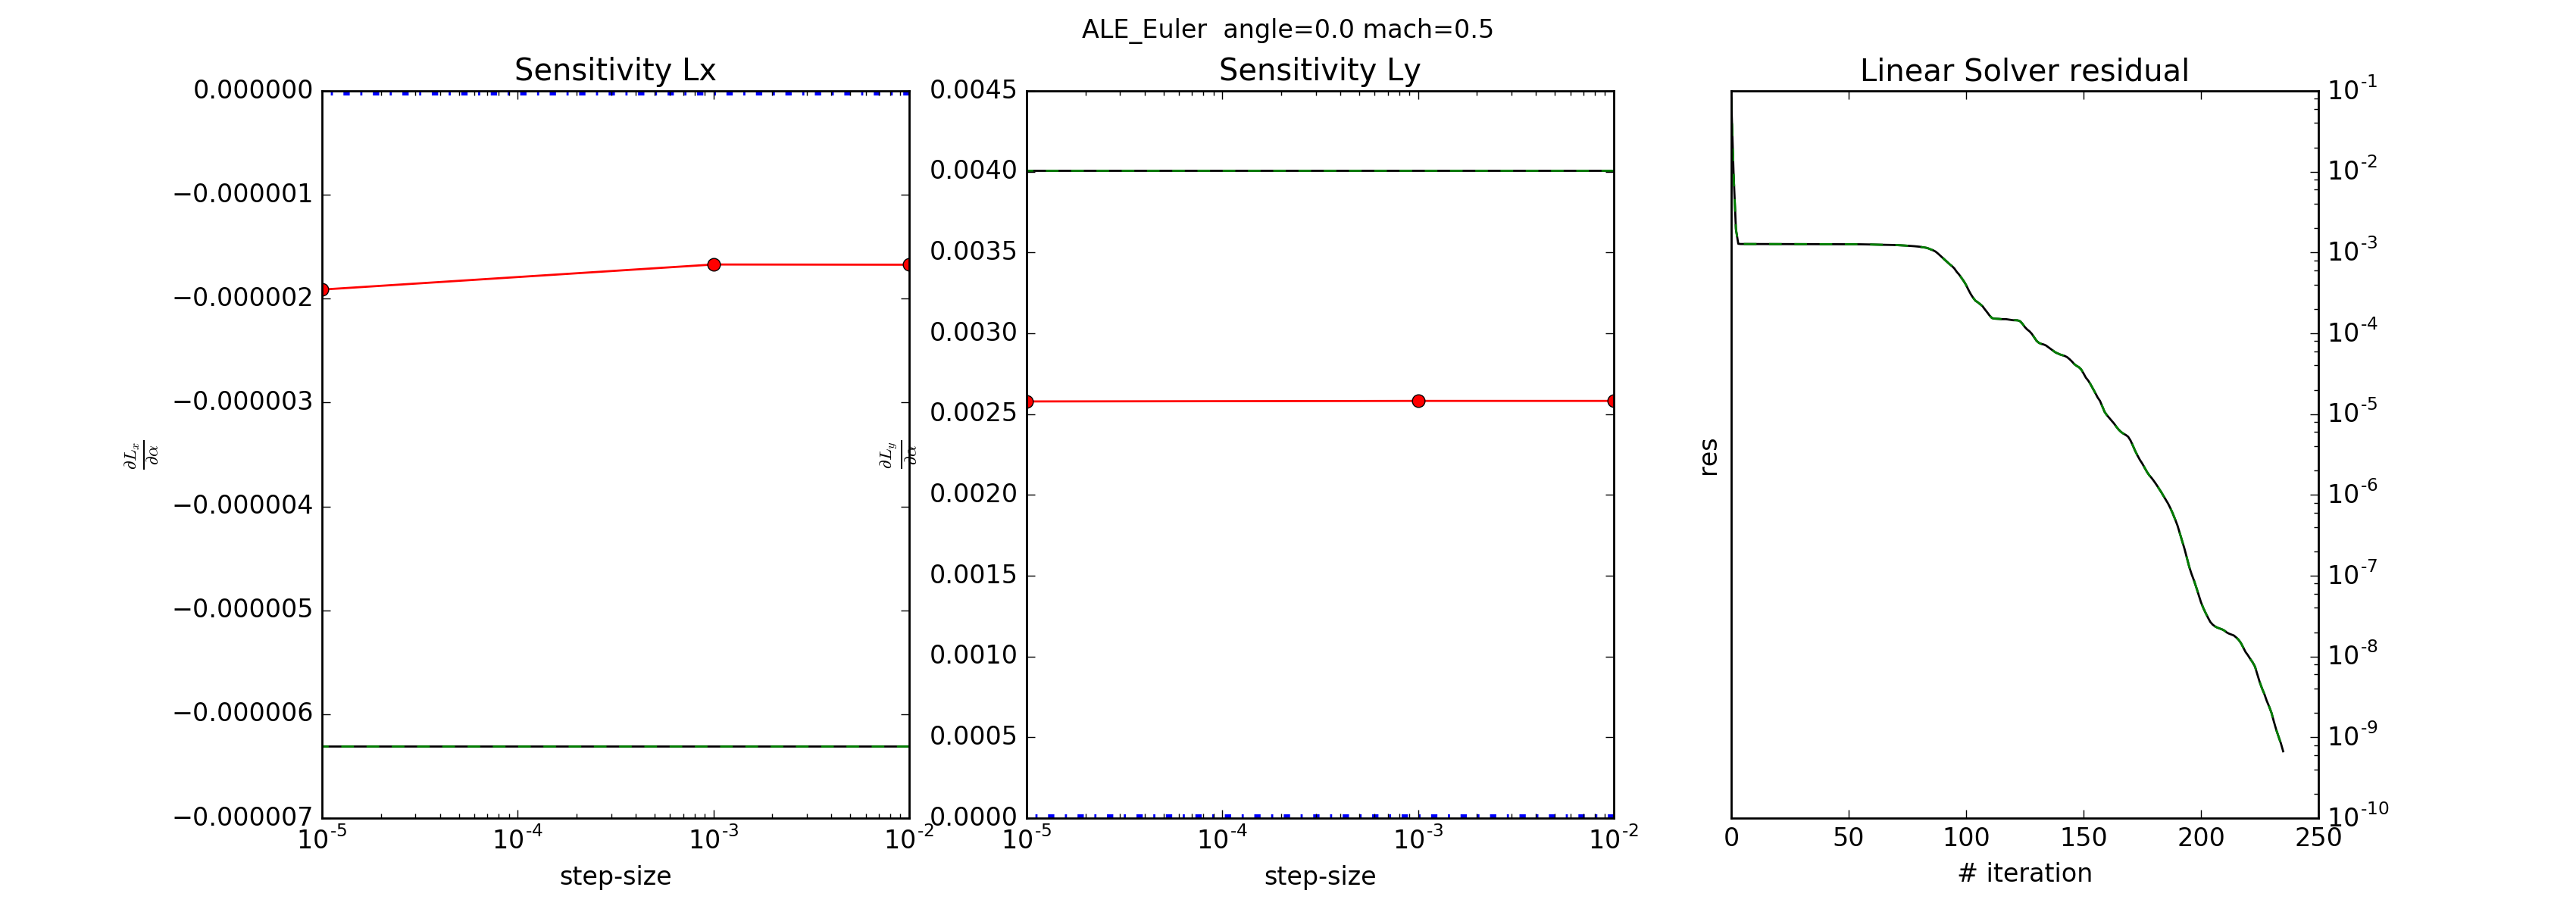 ALE_Euler  angle=0.0 mach=0.5
Sensitivity Lx
0.000000
−0.000001
−0.000002
−0.000003
−0.000004
−0.000005
−0.000006
−0.000007
∂Lₓ/∂α
10^-5 10^-4 10^-3 10^-2
step-size
Sensitivity Ly
0.0045
0.0040
0.0035
0.0030
0.0025
0.0020
0.0015
0.0010
0.0005
0.0000
∂L_y/∂α
10^-5 10^-4 10^-3 10^-2
step-size
Linear Solver residual
10^-1
10^-2
10^-3
10^-4
10^-5
10^-6
10^-7
10^-8
10^-9
10^-10
res
0 50 100 150 200 250
# iteration